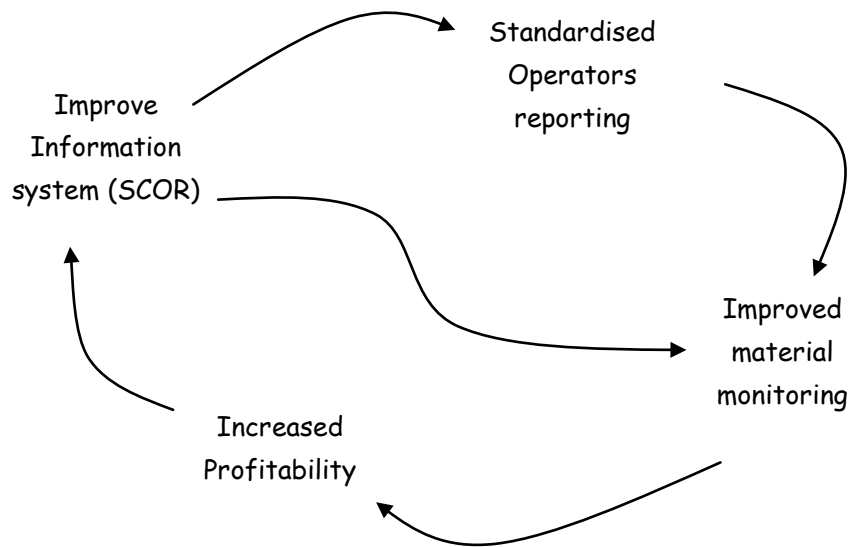 Standardised
Operators
reporting
Improve
Information
system (SCOR)
Improved
material
monitoring
Increased
Profitability